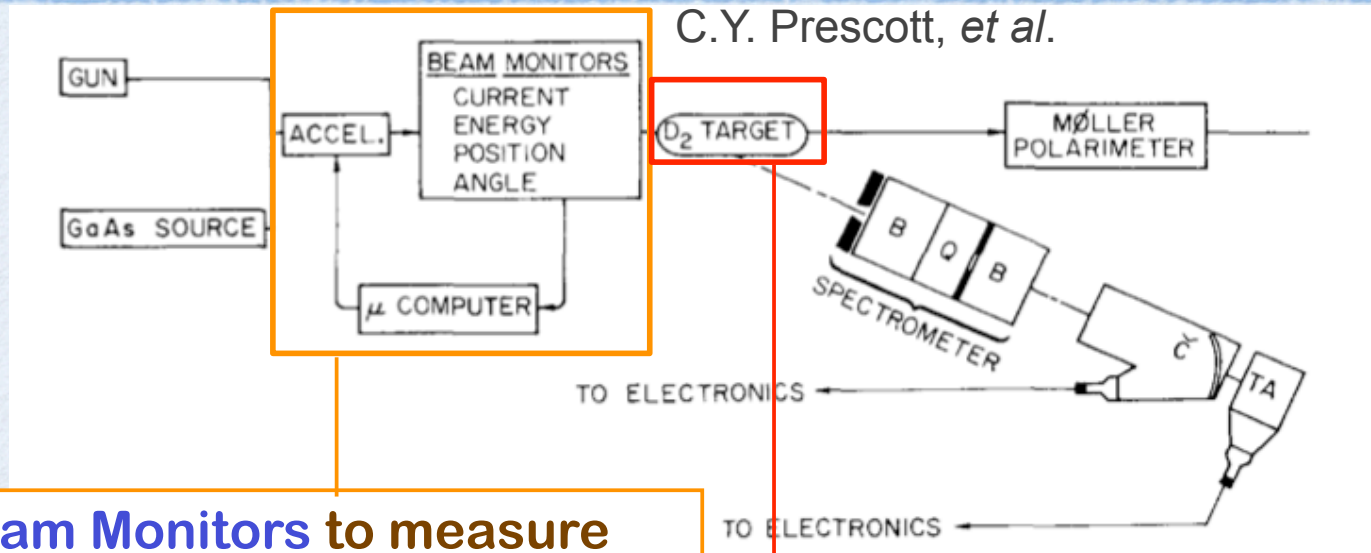 C.Y. Prescott, et al.
GUN
GaAs SOURCE
ACCEL.
BEAM MONITORS
CURRENT
ENERGY
POSITION
ANGLE
μ COMPUTER
D₂ TARGET
MØLLER
POLARIMETER
B
Q
B
SPECTROMETER
Č
TA
TO ELECTRONICS
TO ELECTRONICS
am Monitors to measure